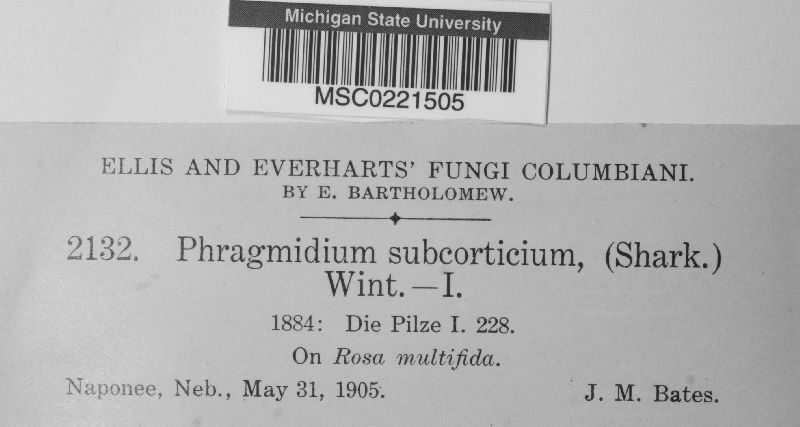 Michigan State University
MSC0221505
ELLIS AND EVERHARTS' FUNGI COLUMBIANI.
BY E. BARTHOLOMEW.
2132. Phragmidium subcorticium, (Shark.)
Wint.—I.
1884: Die Pilze I. 228.
On Rosa multifida.
Naponee, Neb., May 31, 1905. J. M. Bates.